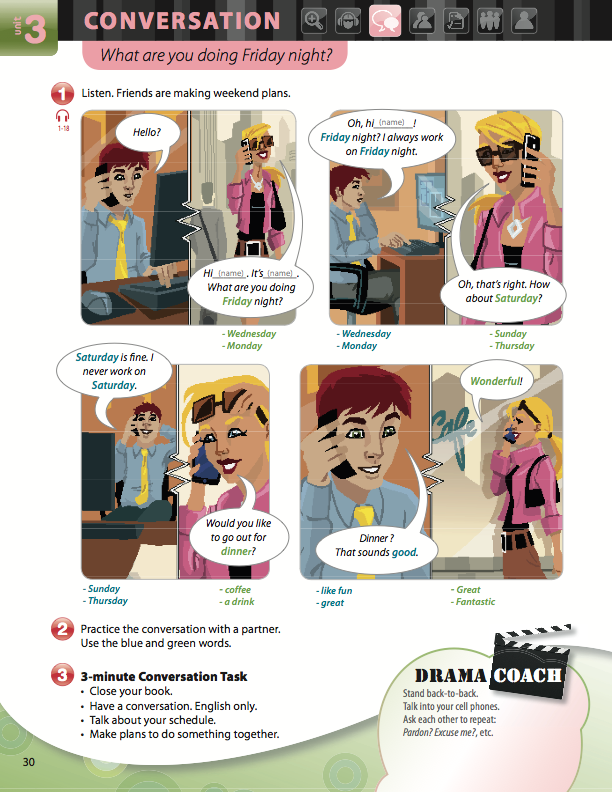 unit
3
CONVERSATION
What are you doing Friday night?
1
Listen. Friends are making weekend plans.
1-18
Hello?
Hi (name). It's (name).
What are you doing
Friday night?
- Wednesday
- Monday
Oh, hi (name)!
Friday night? I always work
on Friday night.
Oh, that's right. How
about Saturday?
- Wednesday
- Monday
- Sunday
- Thursday
Saturday is fine. I
never work on
Saturday.
Would you like
to go out for
dinner?
- Sunday
- Thursday
- coffee
- a drink
Cafe
Wonderful!
Dinner?
That sounds good.
- like fun
- great
- Great
- Fantastic
2
Practice the conversation with a partner.
Use the blue and green words.
3
3-minute Conversation Task
• Close your book.
• Have a conversation. English only.
• Talk about your schedule.
• Make plans to do something together.
DRAMA COACH
Stand back-to-back.
Talk into your cell phones.
Ask each other to repeat:
Pardon? Excuse me?, etc.
30